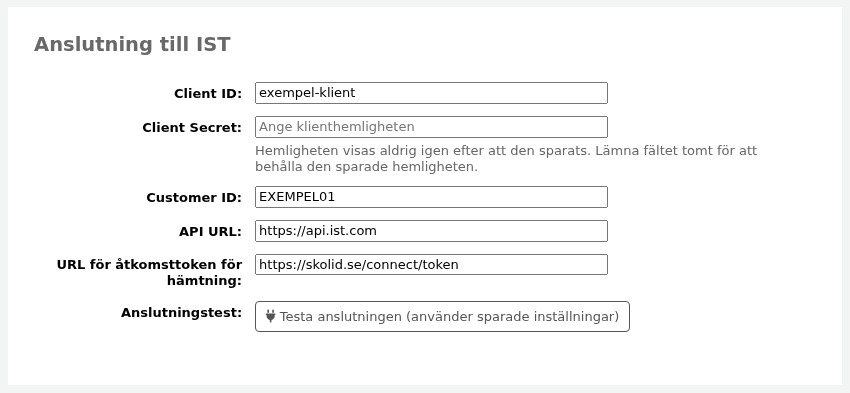 Anslutning till IST
Client ID:
exempel-klient
Client Secret:
Ange klienthemligheten
Hemligheten visas aldrig igen efter att den sparats. Lämna fältet tomt för att
behålla den sparade hemligheten.
Customer ID:
EXEMPEL01
API URL:
https://api.ist.com
URL för åtkomsttoken för
hämtning:
https://skolid.se/connect/token
Anslutningstest:
Testa anslutningen (använder sparade inställningar)